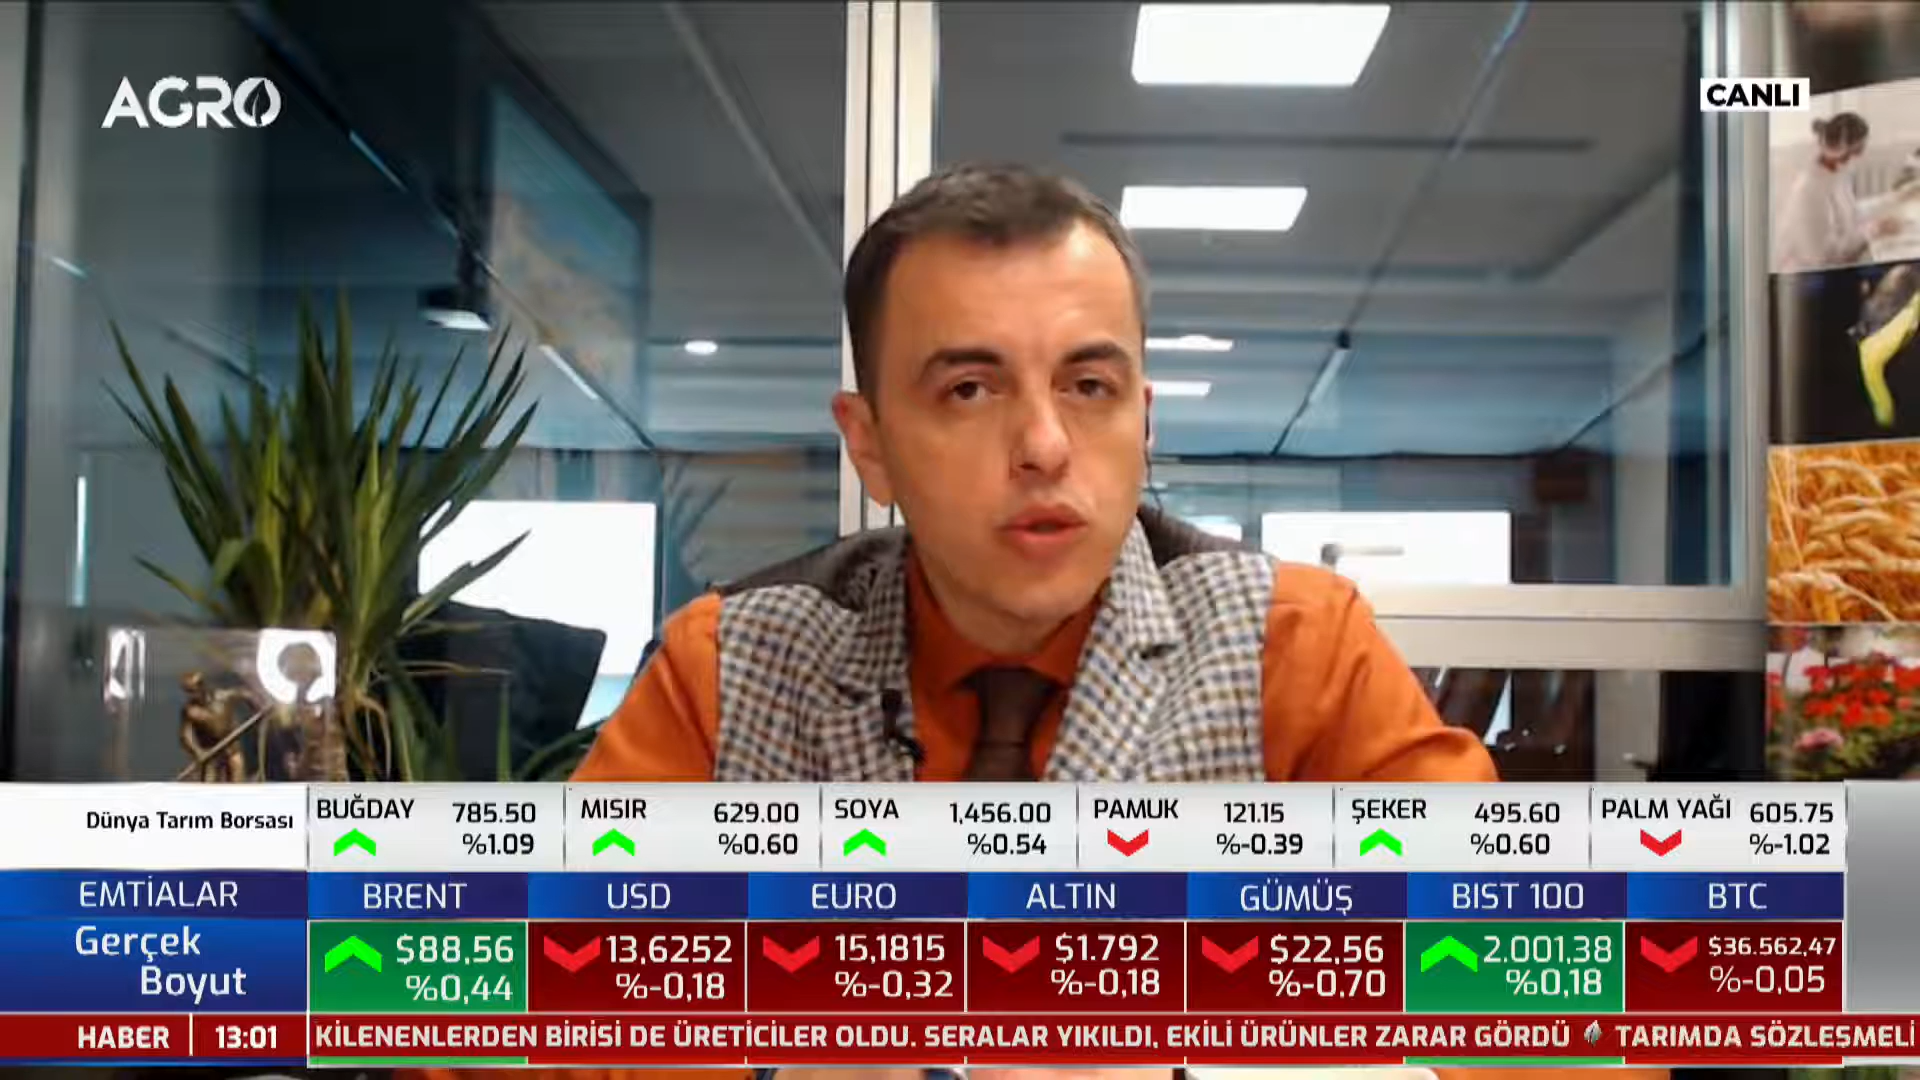 AGRO
CANLI
Dünya Tarım Borsası
BUĞDAY 785.50
%1.09
MISIR 629.00
%0.60
SOYA 1,456.00
%0.54
PAMUK 121.15
%-0.39
ŞEKER 495.60
%0.60
PALM YAĞI 605.75
%-1.02
EMTİALAR
BRENT
USD
EURO
ALTIN
GÜMÜŞ
BIST 100
BTC
Gerçek
Boyut
$88,56
%0,44
13,6252
%-0,18
15,1815
%-0,32
$1.792
%-0,18
$22,56
%-0,70
2.001,38
%0,18
$36.562,47
%-0,05
HABER 13:01 KİLENENLERDEN BİRİSİ DE ÜRETİCİLER OLDU. SERALAR YIKILDI, EKİLİ ÜRÜNLER ZARAR GÖRDÜ TARIMDA SÖZLEŞMELİ